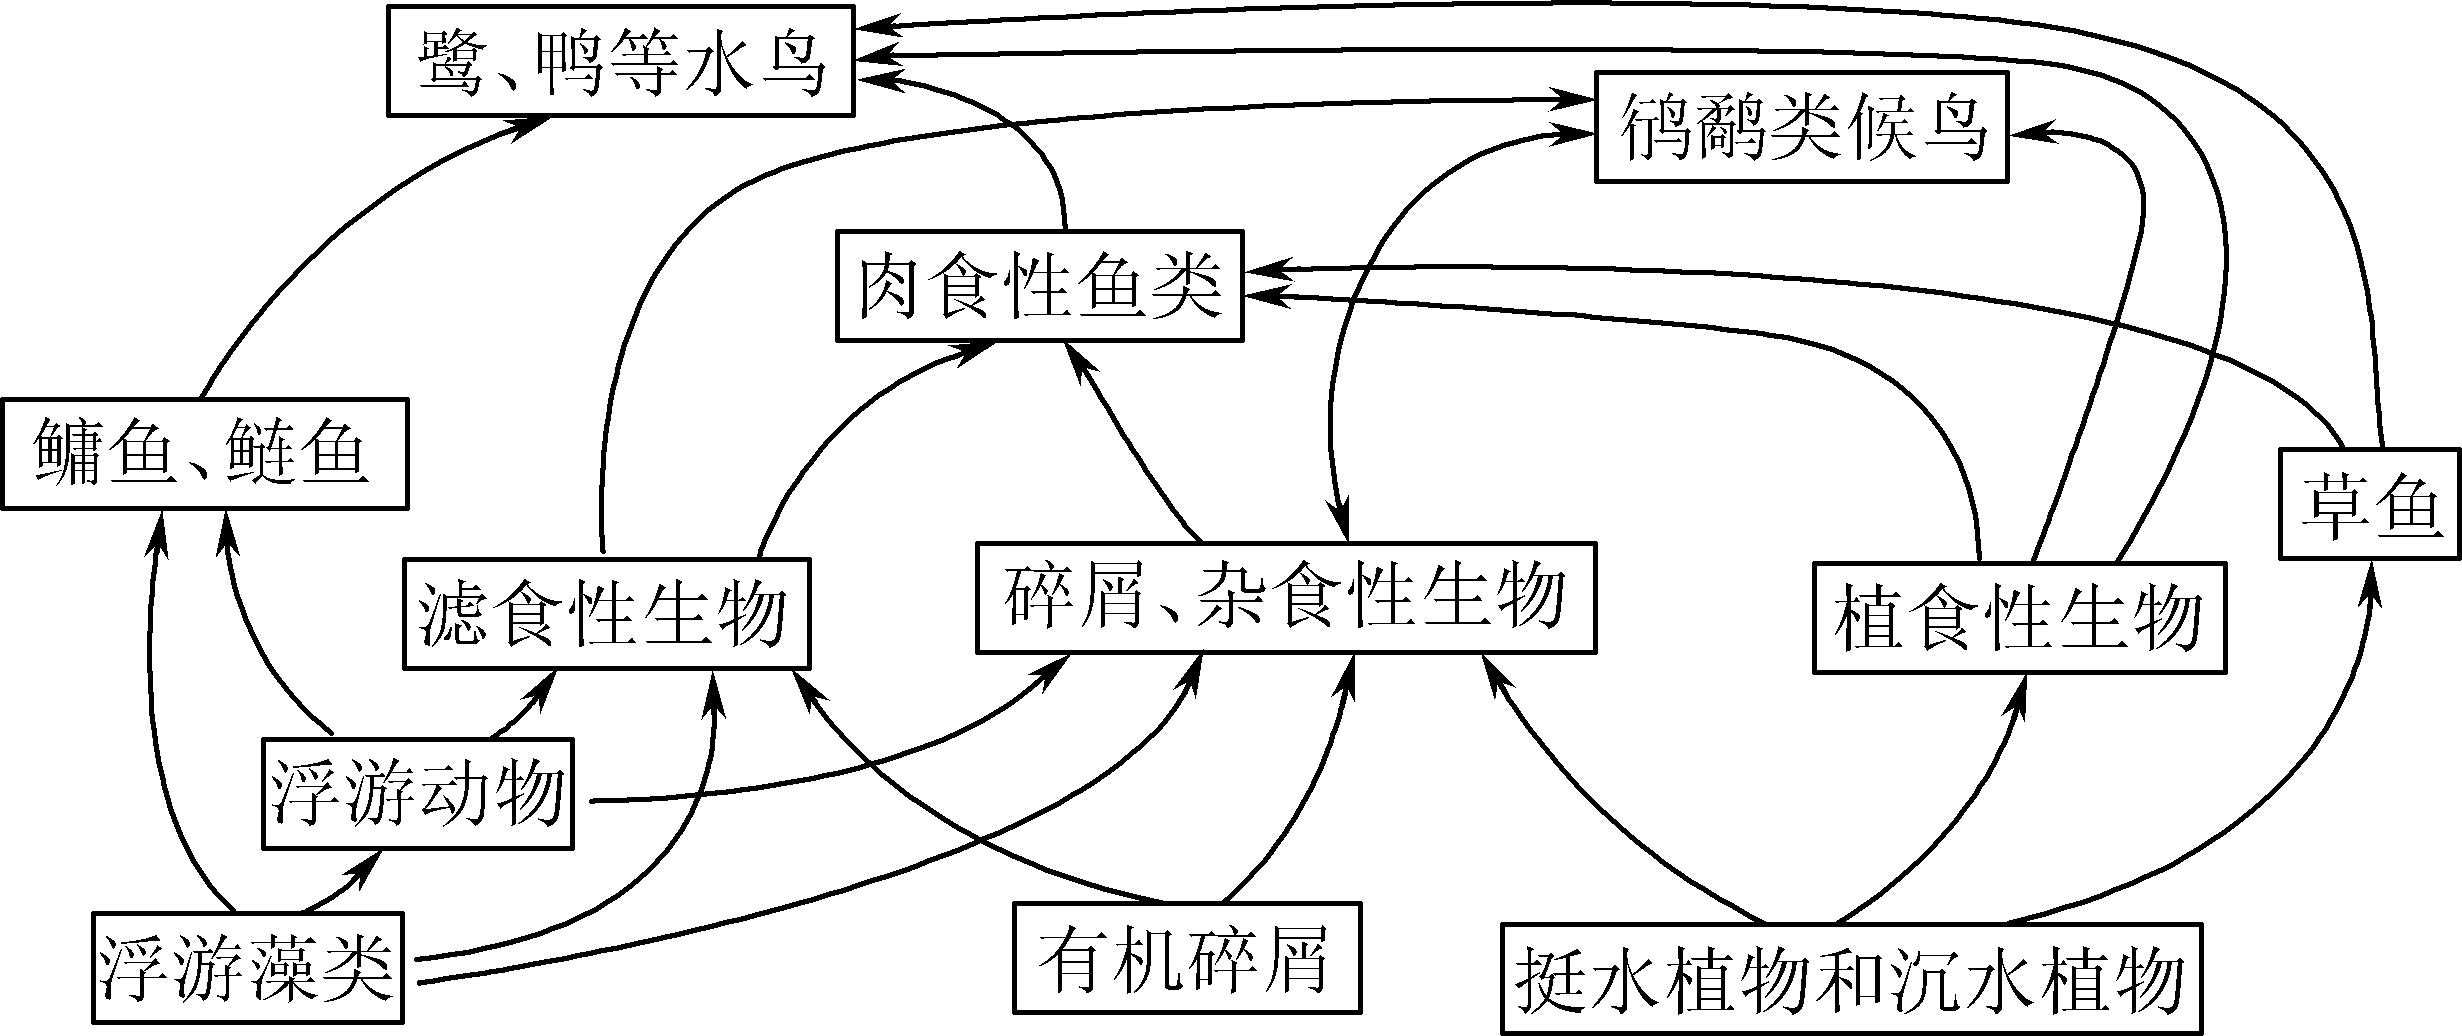 鹭、鸭等水鸟
鸻鹬类候鸟
肉食性鱼类
鳙鱼、鲢鱼
草鱼
滤食性生物
碎屑、杂食性生物
植食性生物
浮游动物
浮游藻类
有机碎屑
挺水植物和沉水植物